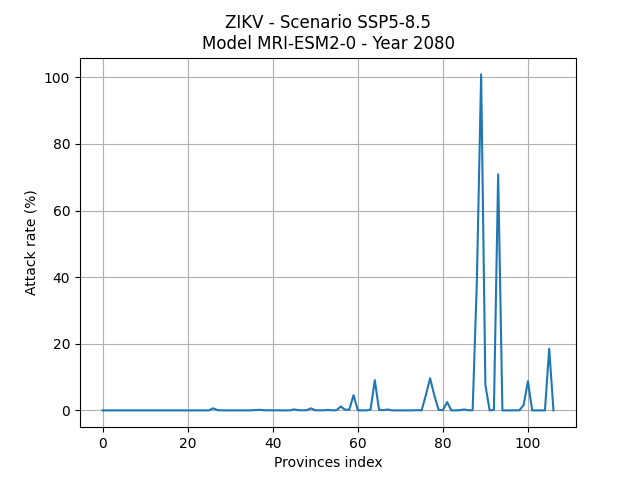 ZIKV - Scenario SSP5-8.5
Model MRI-ESM2-0 - Year 2080
100
80
60
40
20
0
Attack rate (%)
0 20 40 60 80 100
Provinces index